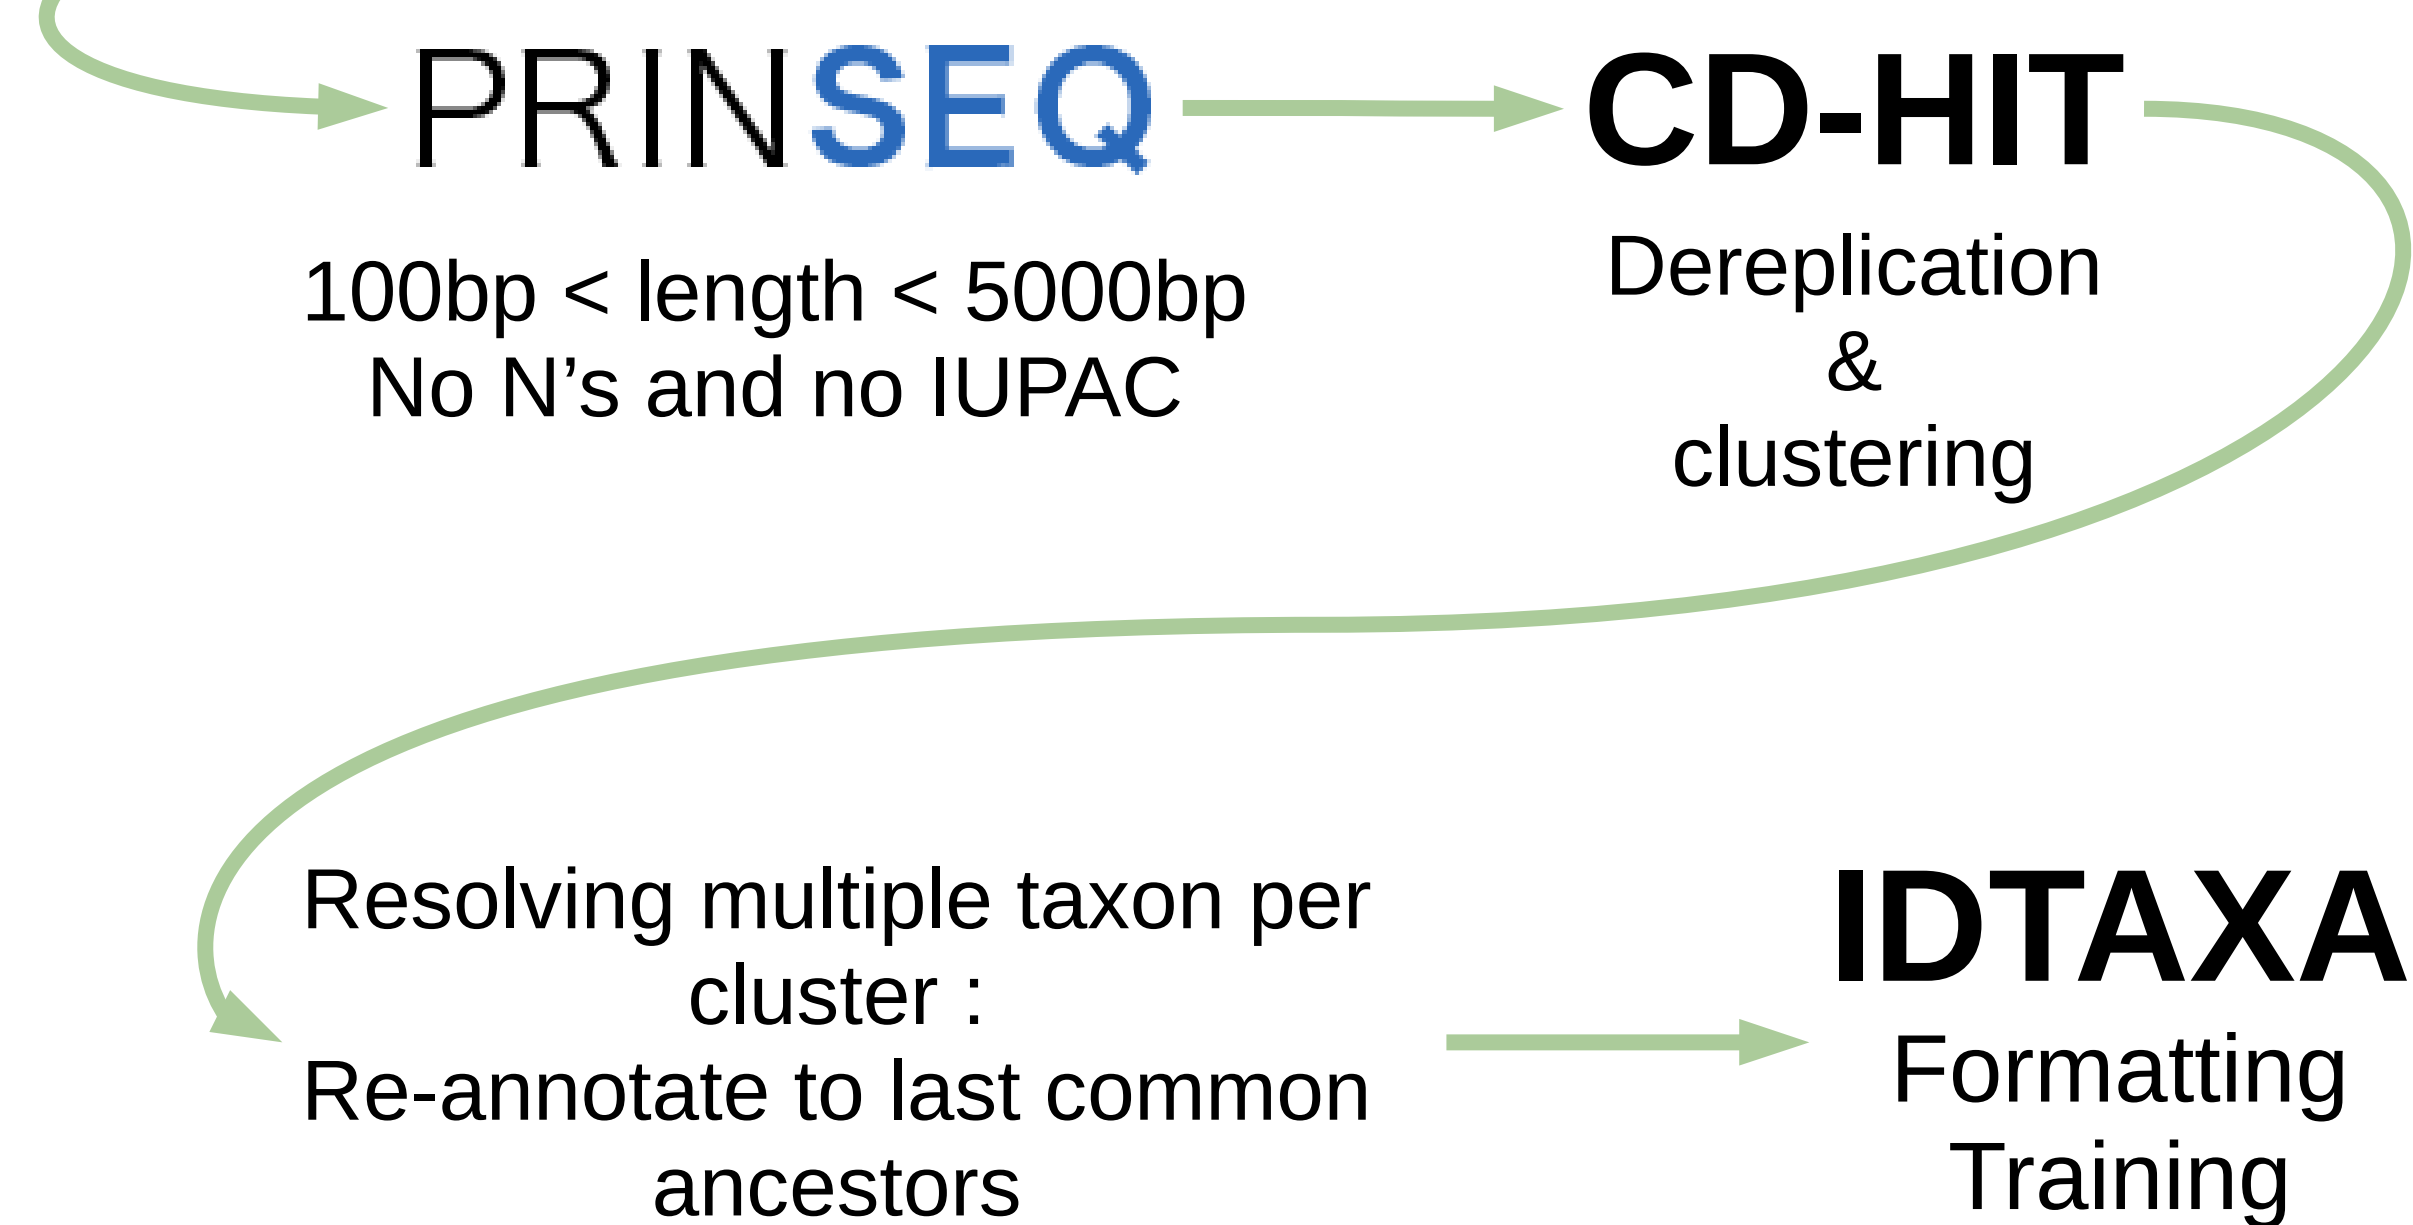 PRINSEQ
CD-HIT
100bp < length < 5000bp
No N’s and no IUPAC
Dereplication
&
clustering
Resolving multiple taxon per
cluster :
Re-annotate to last common
ancestors
IDTAXA
Formatting
Training